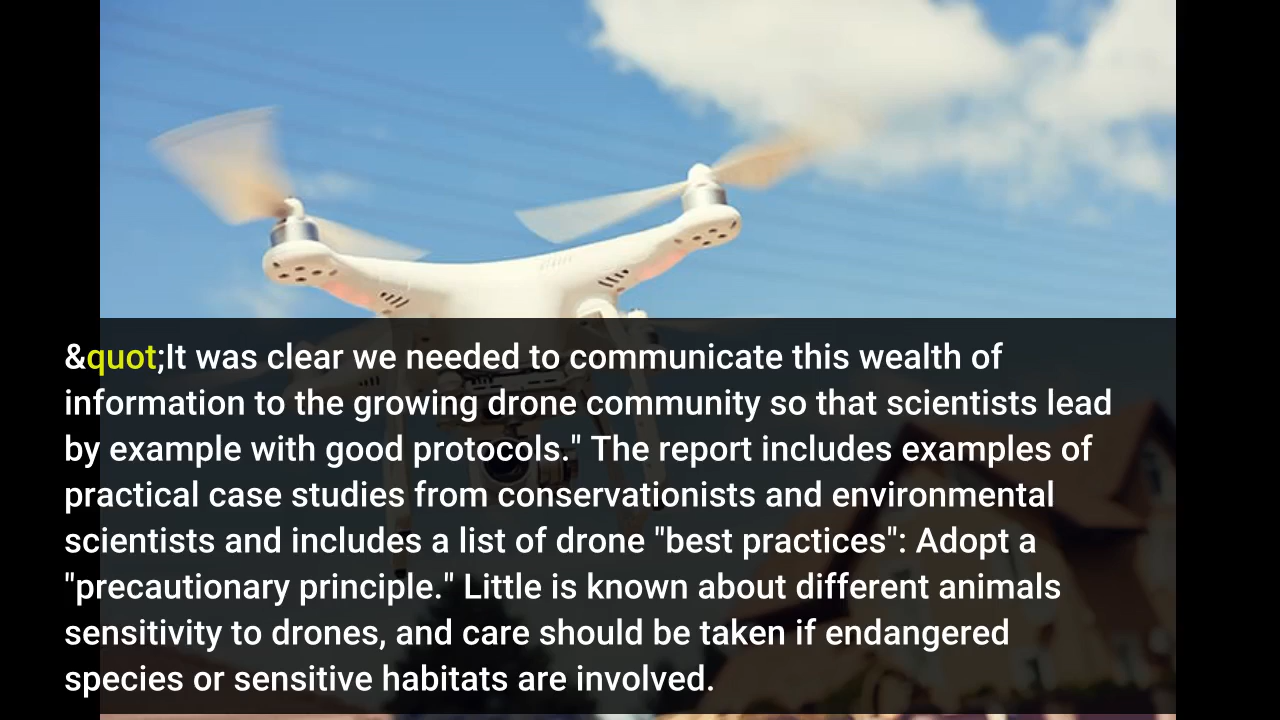 &quot;It was clear we needed to communicate this wealth of
information to the growing drone community so that scientists lead
by example with good protocols." The report includes examples of
practical case studies from conservationists and environmental
scientists and includes a list of drone "best practices": Adopt a
"precautionary principle." Little is known about different animals
sensitivity to drones, and care should be taken if endangered
species or sensitive habitats are involved.